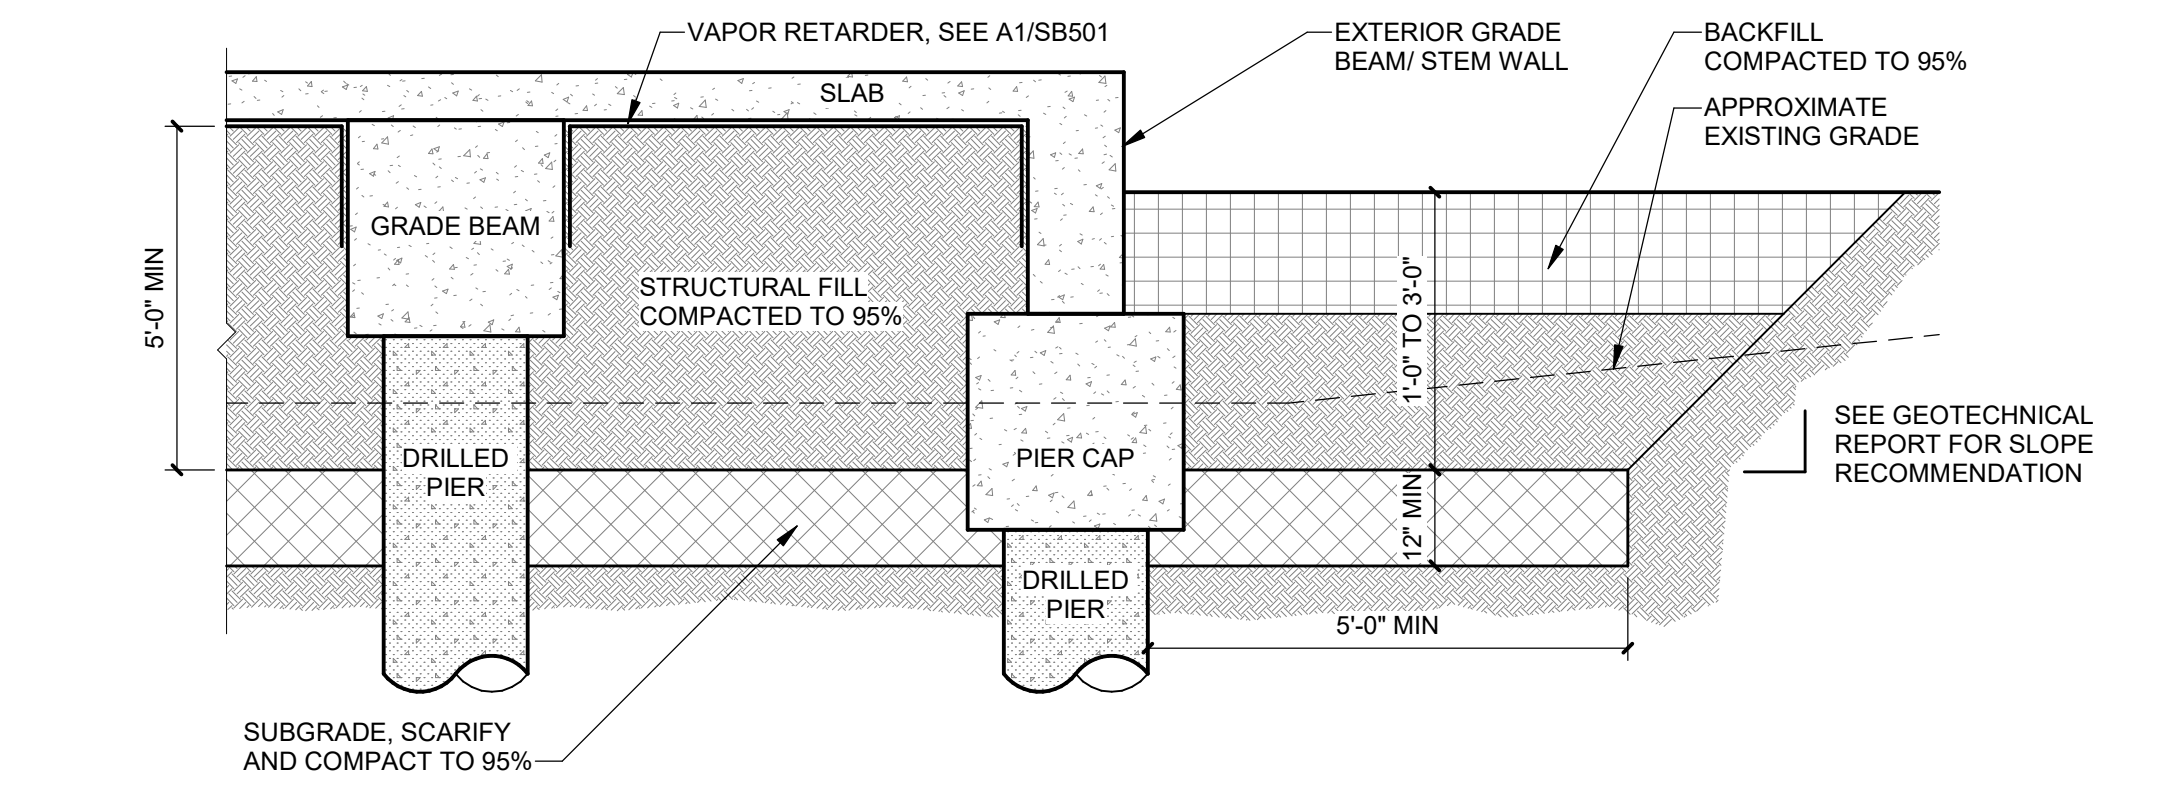 VAPOR RETARDER, SEE A1/SB501
EXTERIOR GRADE
BEAM/ STEM WALL
BACKFILL
COMPACTED TO 95%
APPROXIMATE
EXISTING GRADE
SLAB
GRADE BEAM
5'-0" MIN
STRUCTURAL FILL
COMPACTED TO 95%
1'-0" TO 3'-0"
DRILLED
PIER
PIER CAP
SEE GEOTECHNICAL
REPORT FOR SLOPE
RECOMMENDATION
12" MIN
DRILLED
PIER
5'-0" MIN
SUBGRADE, SCARIFY
AND COMPACT TO 95%